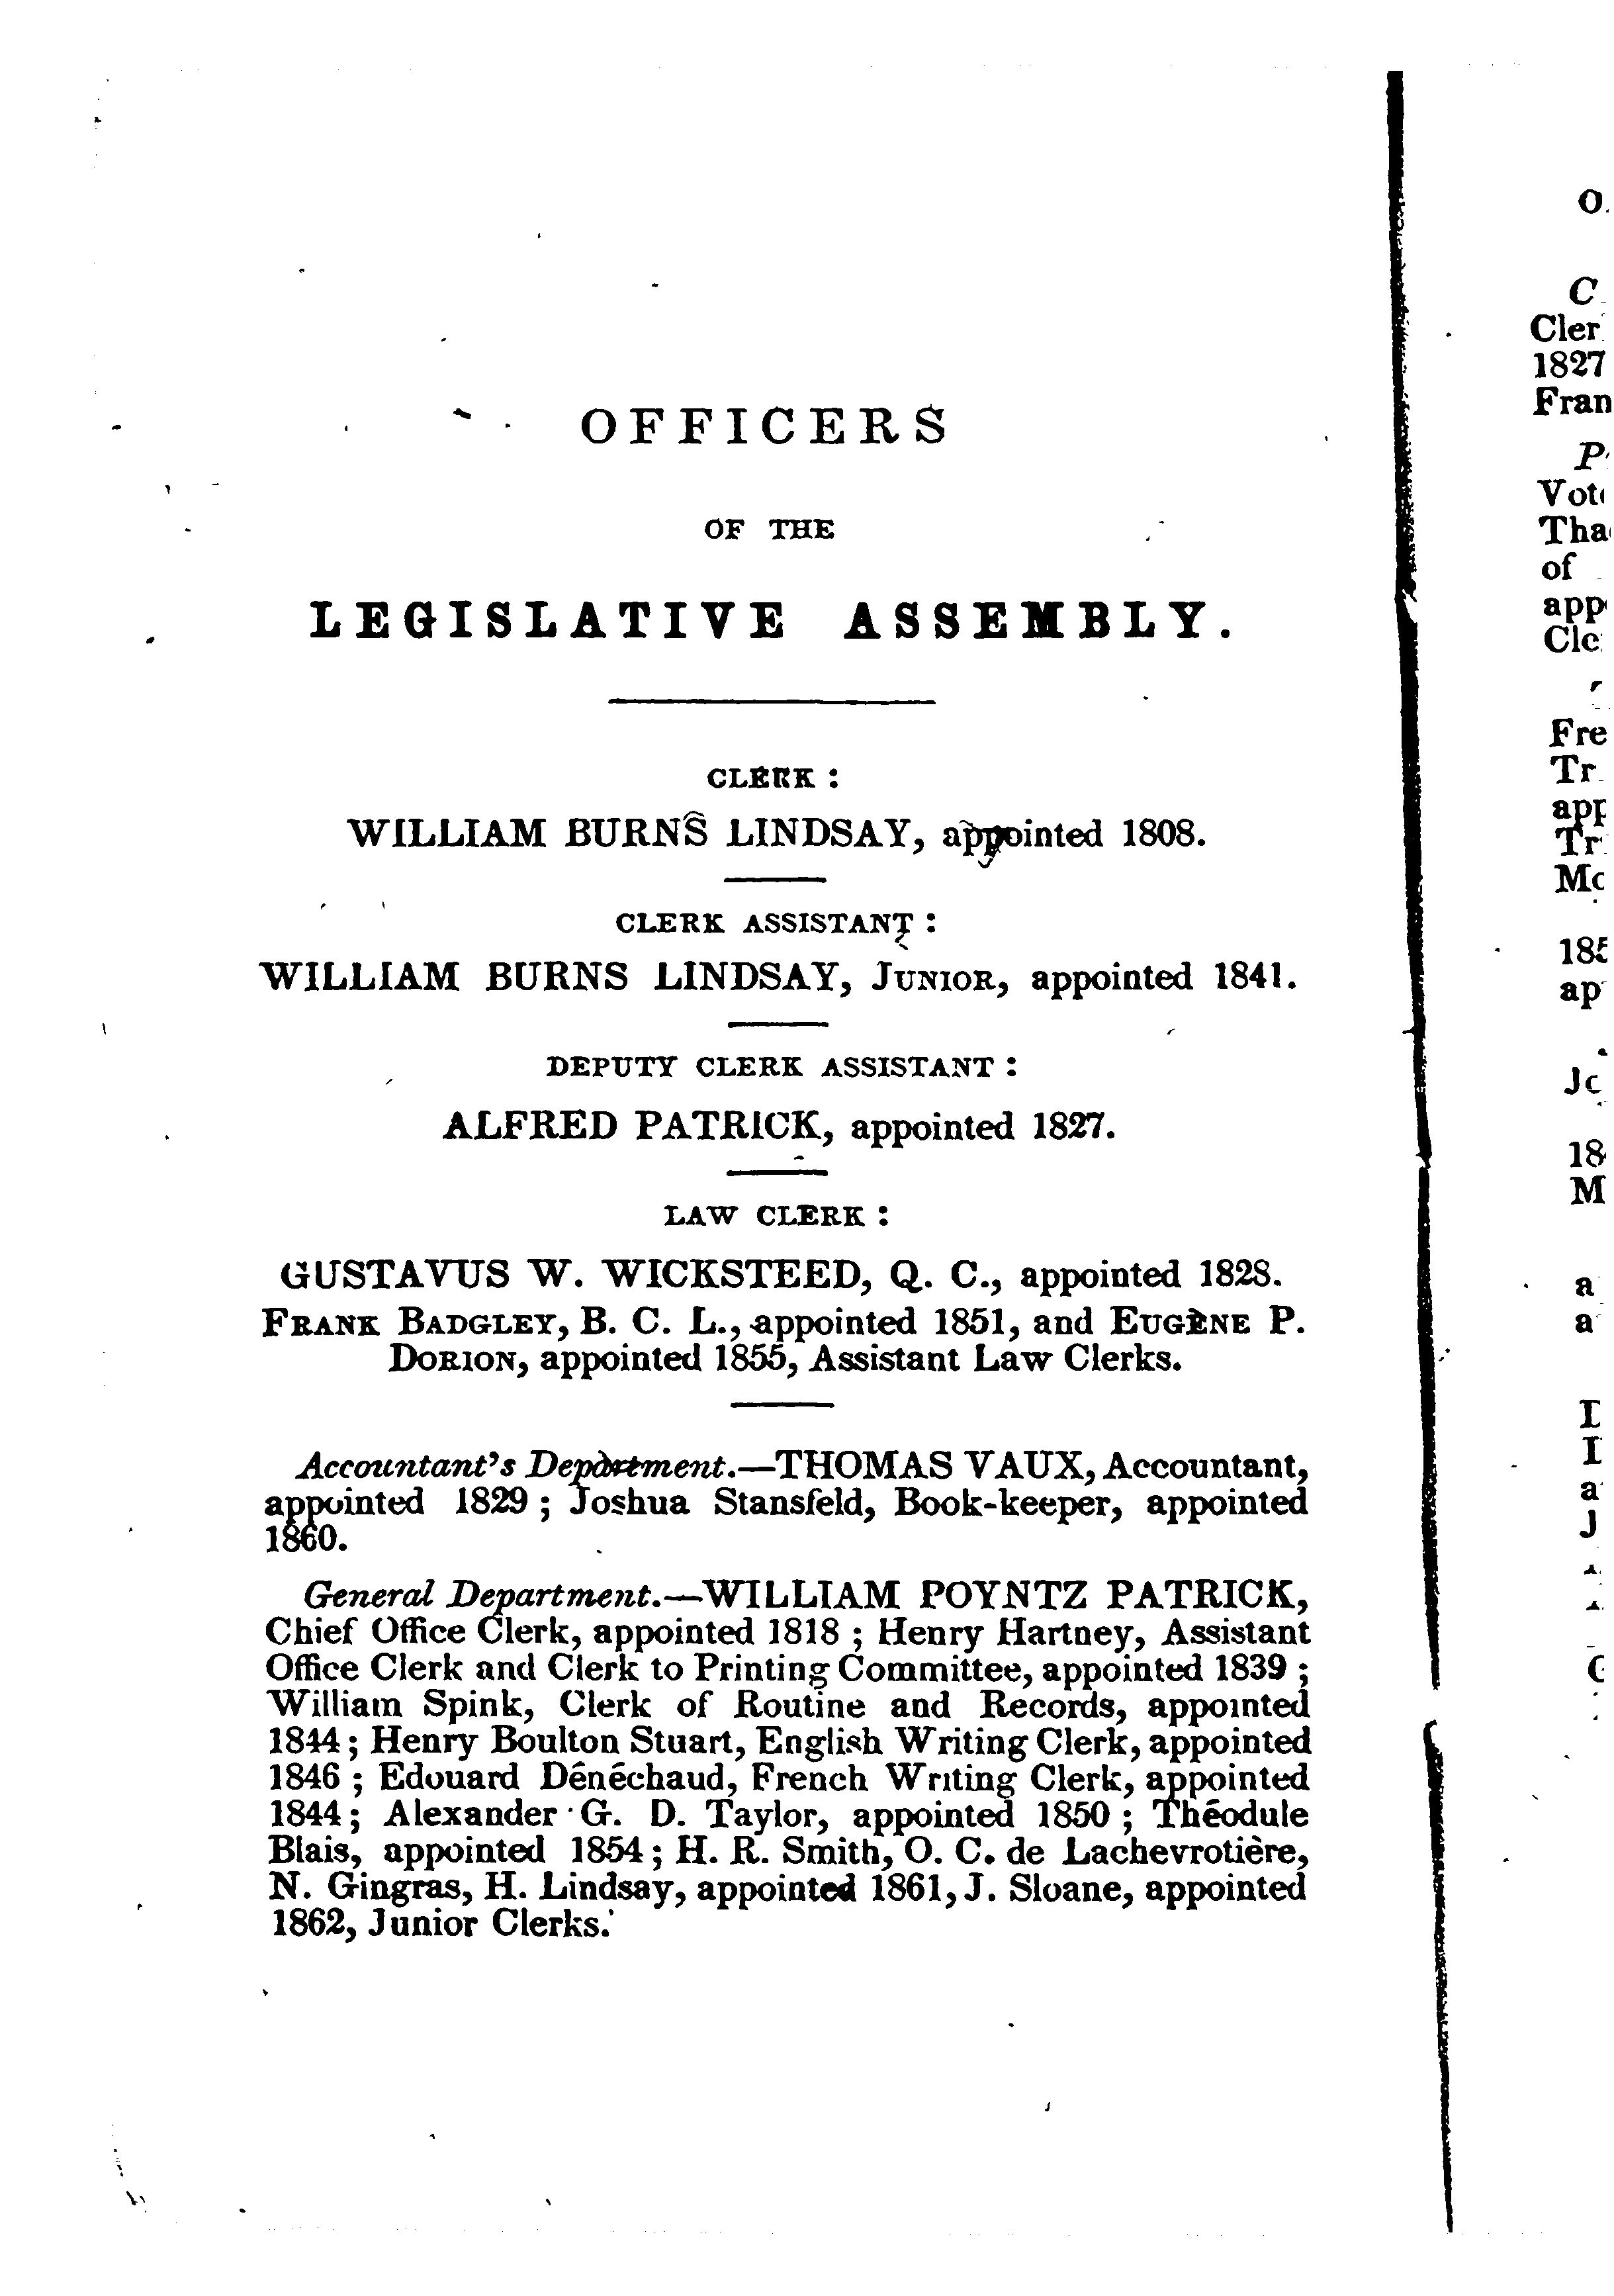 OFFICERS
OF THE
LEGISLATIVE ASSEMBLY.
CLERK :
WILLIAM BURNS LINDSAY, appointed 1808.
CLERK ASSISTANT :
WILLIAM BURNS LINDSAY, JUNIOR, appointed 1841.
DEPUTY CLERK ASSISTANT :
ALFRED PATRICK, appointed 1827.
LAW CLERK :
GUSTAVUS W. WICKSTEED, Q. C., appointed 1828.
FRANK BADGLEY, B. C. L., appointed 1851, and EUGÈNE P.
DORION, appointed 1855, Assistant Law Clerks.
Accountant's Department.—THOMAS VAUX, Accountant,
appointed 1829 ; Joshua Stansfeld, Book-keeper, appointed
1860.
General Department.—WILLIAM POYNTZ PATRICK,
Chief Office Clerk, appointed 1818 ; Henry Hartney, Assistant
Office Clerk and Clerk to Printing Committee, appointed 1839 ;
William Spink, Clerk of Routine and Records, appointed
1844 ; Henry Boulton Stuart, English Writing Clerk, appointed
1846 ; Edouard Dénéchaud, French Writing Clerk, appointed
1844 ; Alexander G. D. Taylor, appointed 1850 ; Théodule
Blais, appointed 1854 ; H. R. Smith, O. C. de Lachevrotière,
N. Gingras, H. Lindsay, appointed 1861, J. Sloane, appointed
1862, Junior Clerks.
1827
of